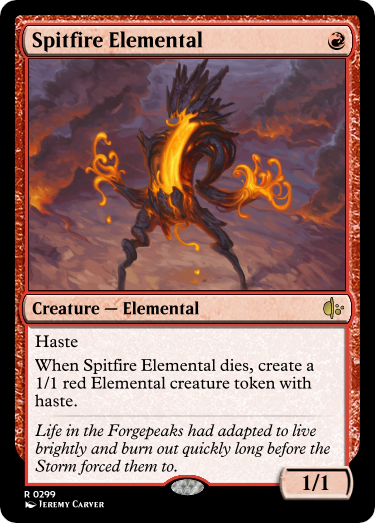 Spitfire Elemental
Creature — Elemental
Haste
When Spitfire Elemental dies, create a
1/1 red Elemental creature token with
haste.
Life in the Forgepeaks had adapted to live
brightly and burn out quickly long before the
Storm forced them to.
1/1
R 0299
Jeremy Carver